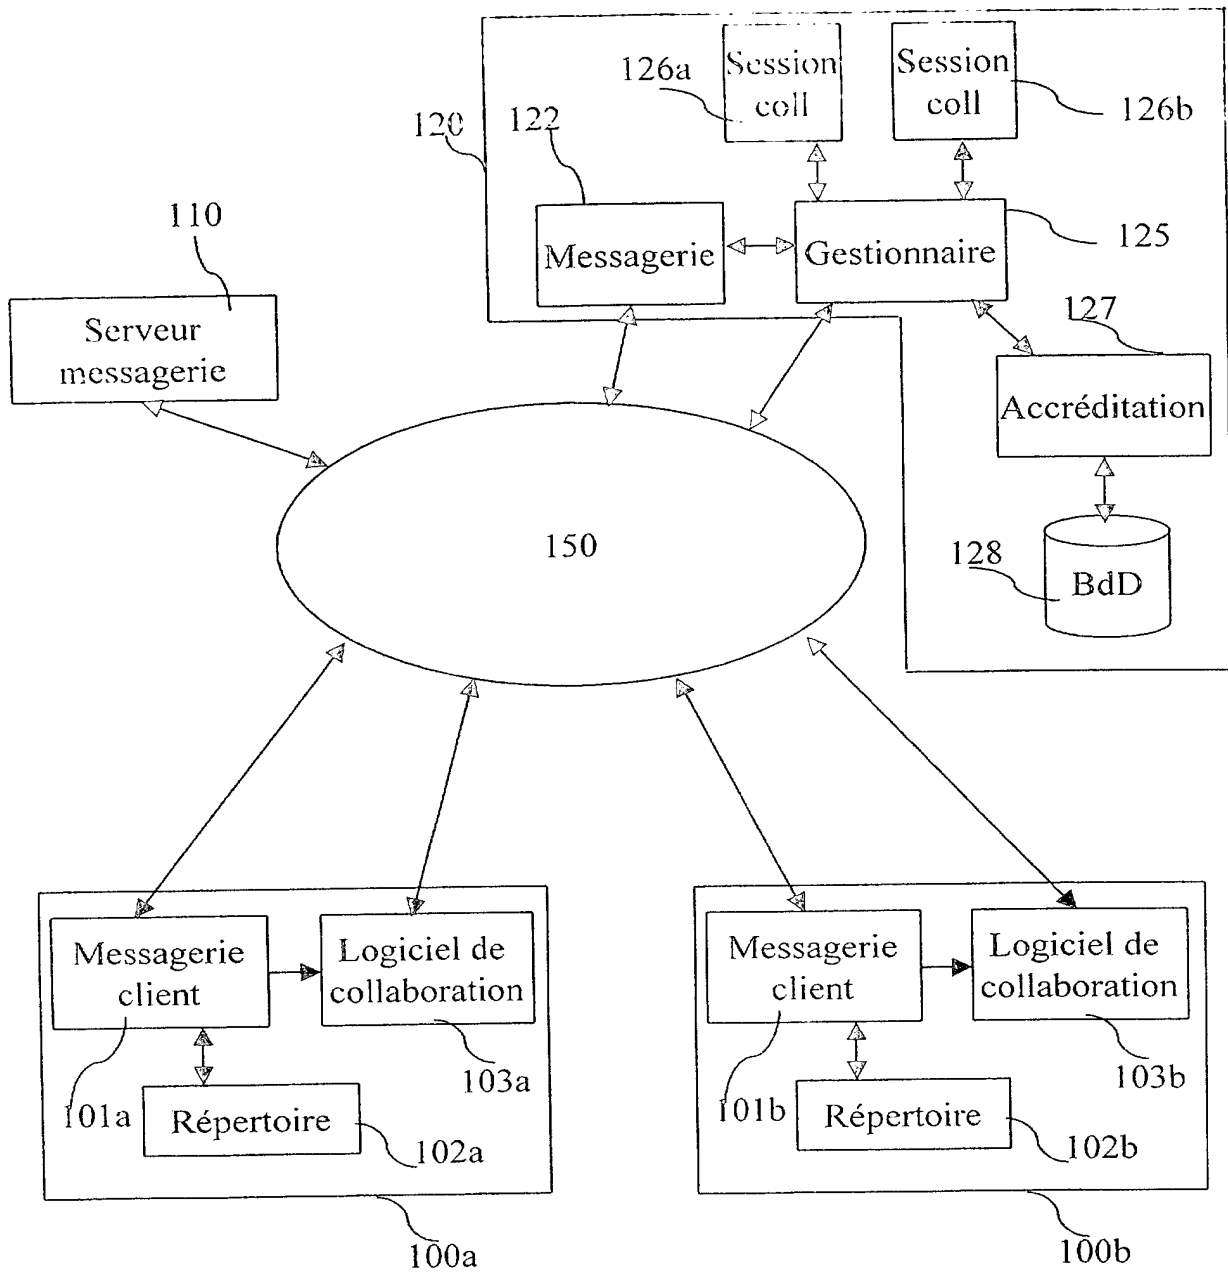 Session
coll
126a
Session
coll
126b
120
122
Messagerie
Gestionnaire
125
110
Serveur
messagerie
127
Accréditation
150
128
BdD
Messagerie
client
Logiciel de
collaboration
101a
103a
Répertoire
102a
100a
Messagerie
client
Logiciel de
collaboration
101b
103b
Répertoire
102b
100b